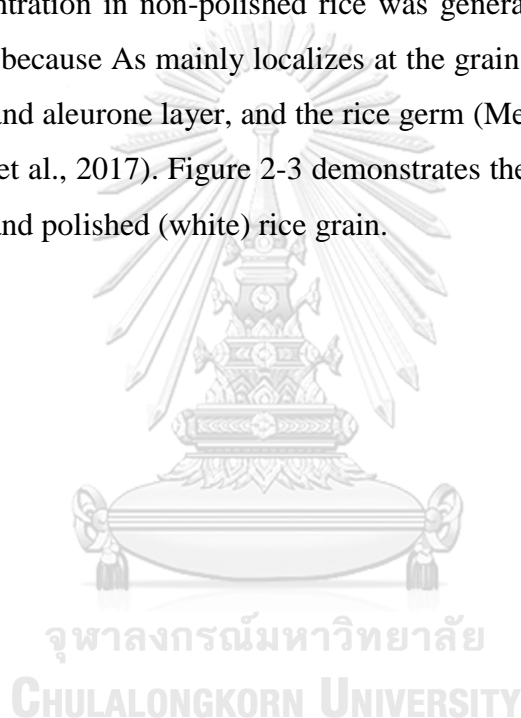 ntration in non-polished rice was genera
because As mainly localizes at the grain
and aleurone layer, and the rice germ (Me
et al., 2017). Figure 2-3 demonstrates the
and polished (white) rice grain.
จุฬาลงกรณ์มหาวิทยาลัย
CHULALONGKORN UNIVERSITY